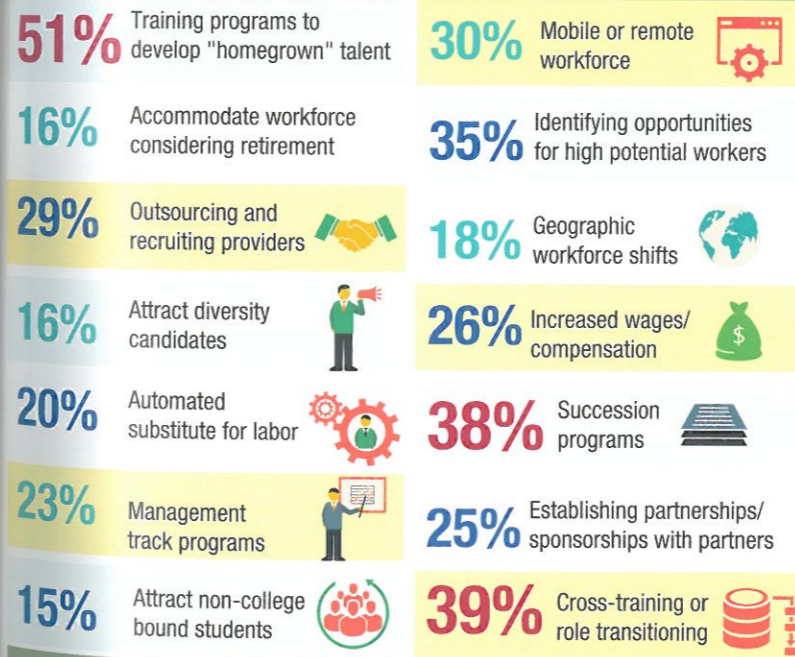 51% Training programs to
develop "homegrown" talent
16% Accommodate workforce
considering retirement
29% Outsourcing and
recruiting providers
16% Attract diversity
candidates
20% Automated
substitute for labor
23% Management
track programs
15% Attract non-college
bound students
30% Mobile or remote
workforce
35% Identifying opportunities
for high potential workers
18% Geographic
workforce shifts
26% Increased wages/
compensation
$
38% Succession
programs
25% Establishing partnerships/
sponsorships with partners
39% Cross-training or
role transitioning